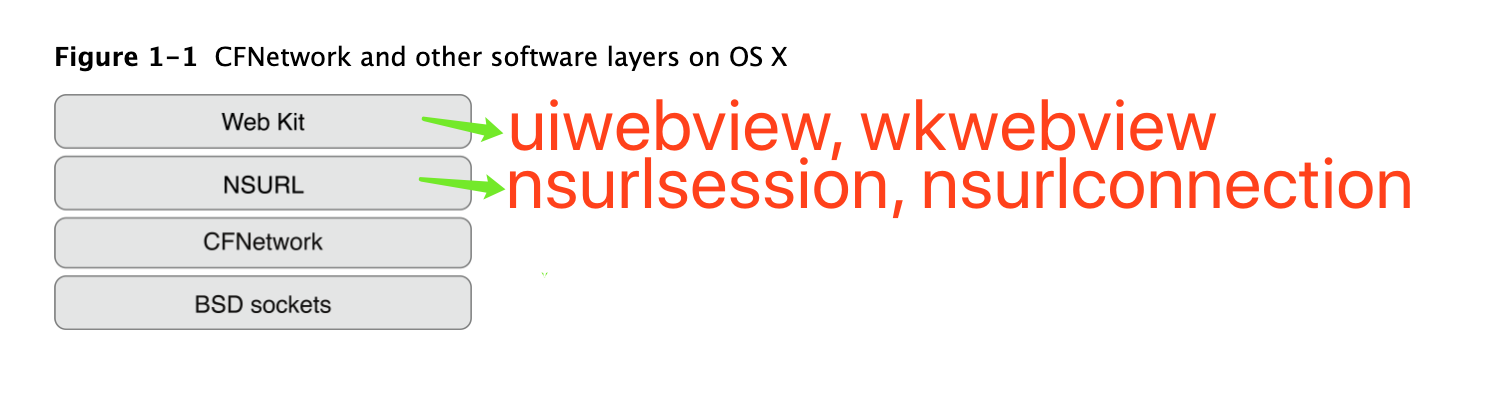 Figure 1-1 CFNetwork and other software layers on OS X
Web Kit
uiwebview, wkwebview
NSURL
nsurlsession, nsurlconnection
CFNetwork
BSD sockets